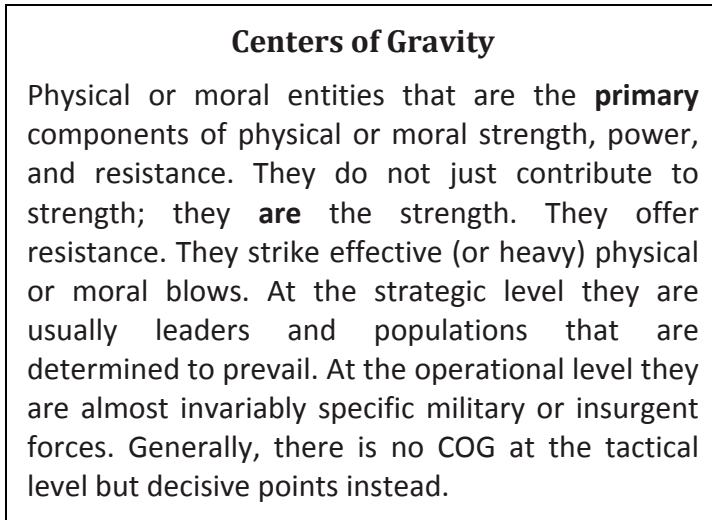 Centers of Gravity
Physical or moral entities that are the primary
components of physical or moral strength, power,
and resistance. They do not just contribute to
strength; they are the strength. They offer
resistance. They strike effective (or heavy) physical
or moral blows. At the strategic level they are
usually leaders and populations that are
determined to prevail. At the operational level they
are almost invariably specific military or insurgent
forces. Generally, there is no COG at the tactical
level but decisive points instead.